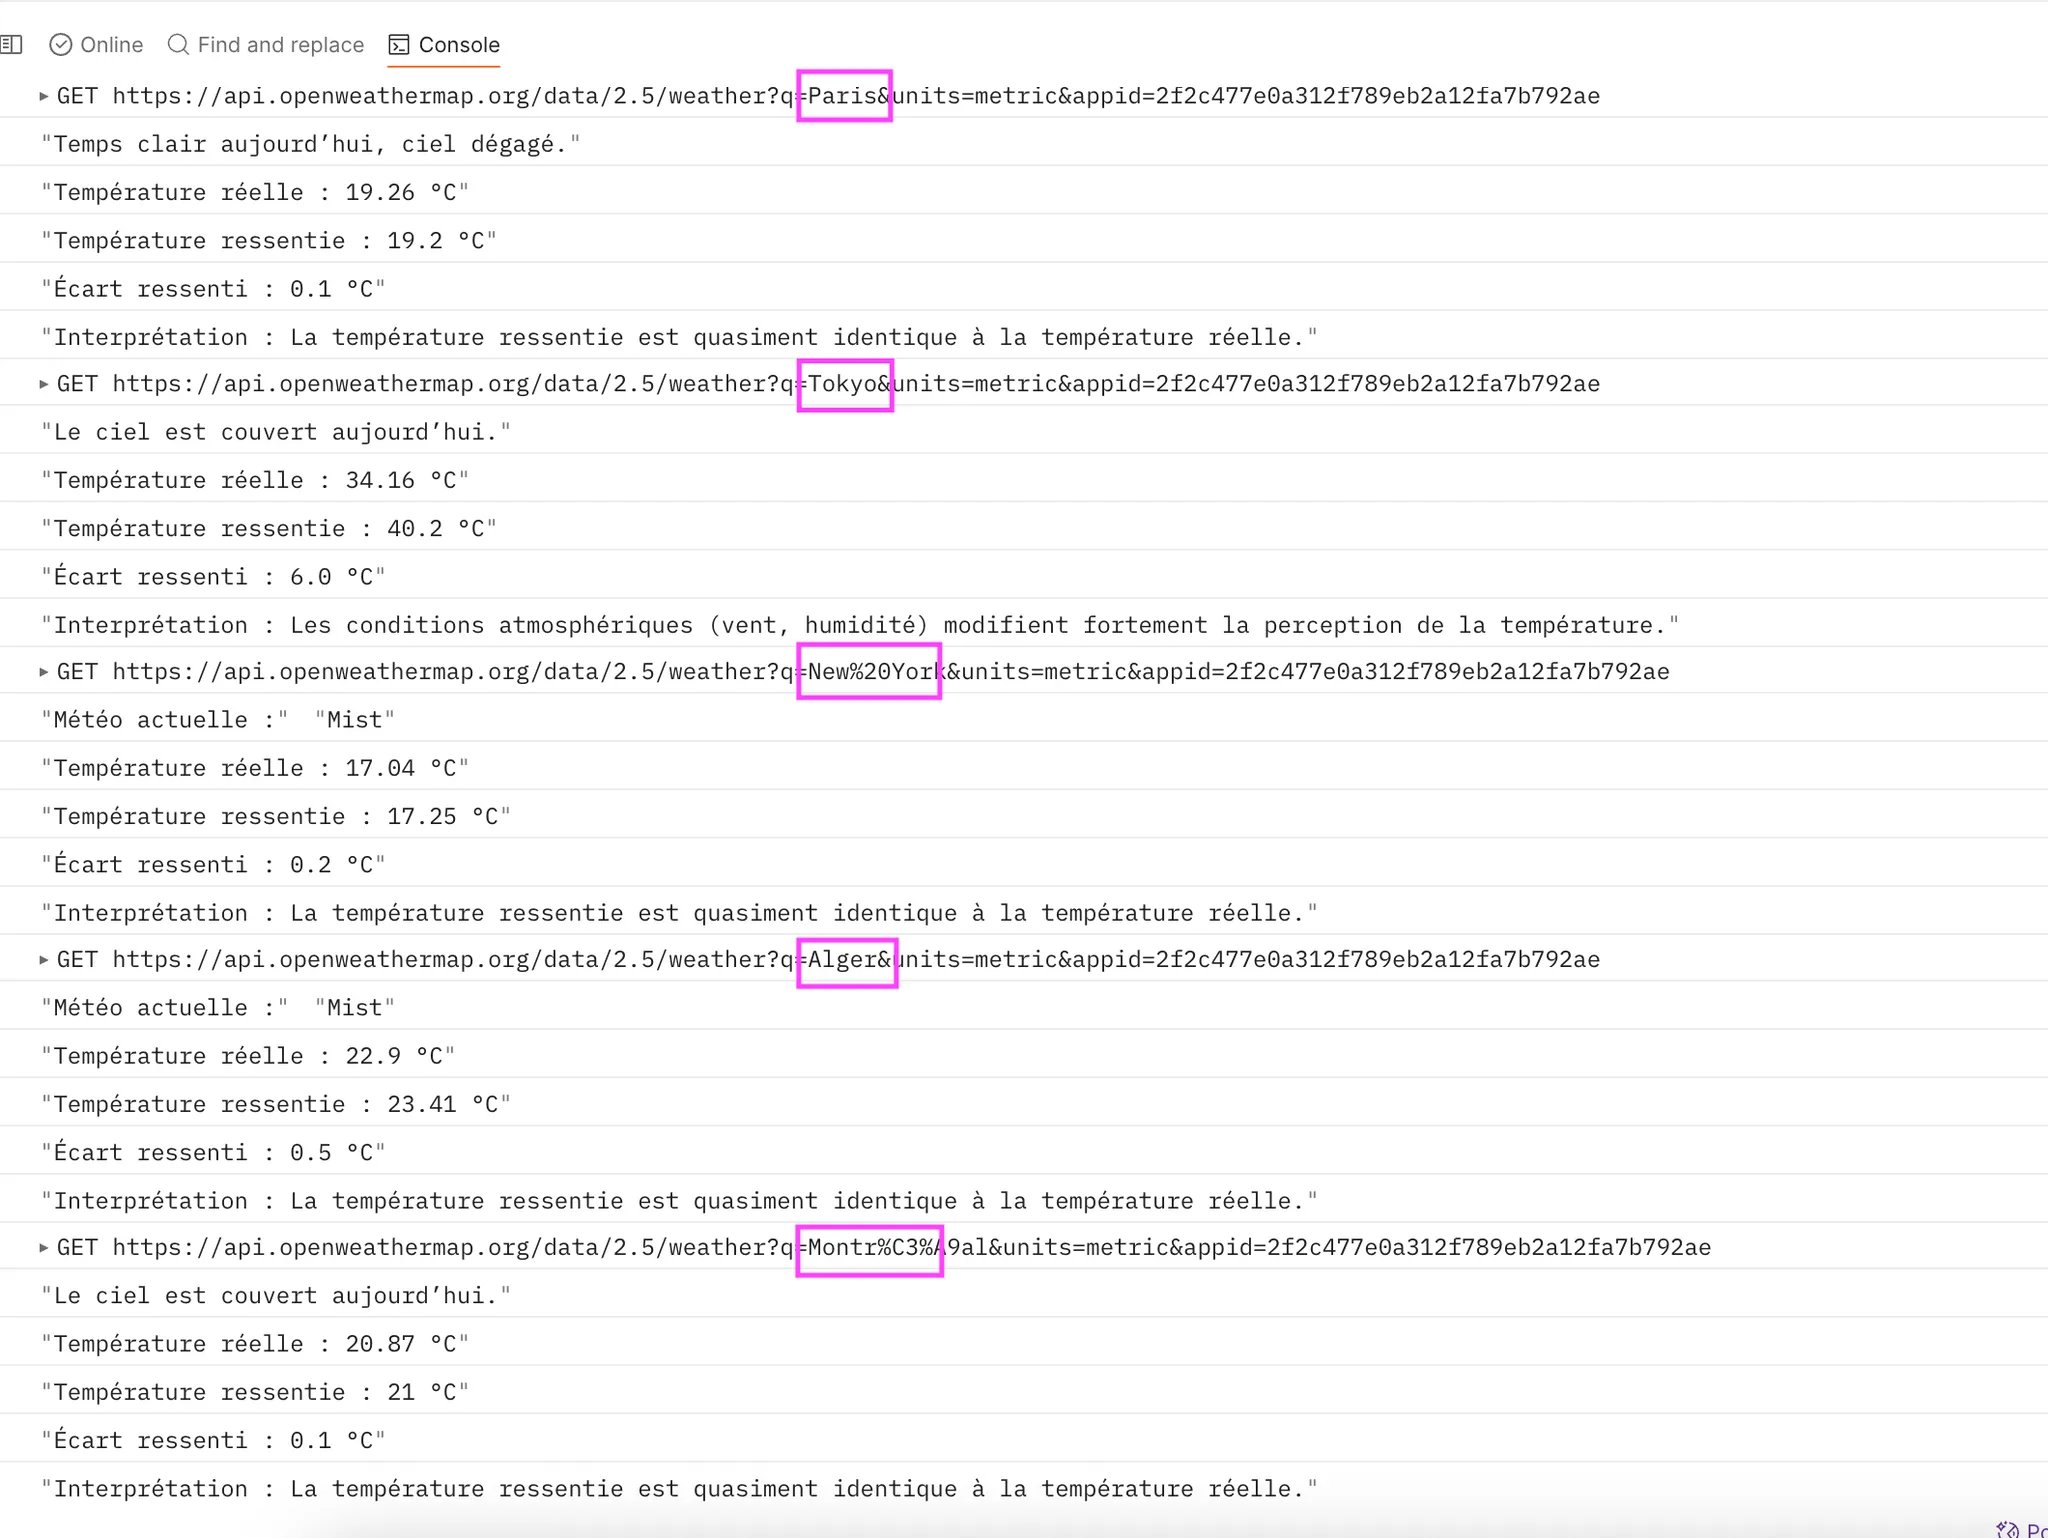 Online Find and replace Console
GET https://api.openweathermap.org/data/2.5/weather?q=Paris&units=metric&appid=2f2c477e0a312f789eb2a12fa7b792ae
"Temps clair aujourd’hui, ciel dégagé."
"Température réelle : 19.26 °C"
"Température ressentie : 19.2 °C"
"Écart ressenti : 0.1 °C"
"Interprétation : La température ressentie est quasiment identique à la température réelle."
GET https://api.openweathermap.org/data/2.5/weather?q=Tokyo&units=metric&appid=2f2c477e0a312f789eb2a12fa7b792ae
"Le ciel est couvert aujourd’hui."
"Température réelle : 34.16 °C"
"Température ressentie : 40.2 °C"
"Écart ressenti : 6.0 °C"
"Interprétation : Les conditions atmosphériques (vent, humidité) modifient fortement la perception de la température."
GET https://api.openweathermap.org/data/2.5/weather?q=New%20York&units=metric&appid=2f2c477e0a312f789eb2a12fa7b792ae
"Météo actuelle :" "Mist"
"Température réelle : 17.04 °C"
"Température ressentie : 17.25 °C"
"Écart ressenti : 0.2 °C"
"Interprétation : La température ressentie est quasiment identique à la température réelle."
GET https://api.openweathermap.org/data/2.5/weather?q=Alger&units=metric&appid=2f2c477e0a312f789eb2a12fa7b792ae
"Météo actuelle :" "Mist"
"Température réelle : 22.9 °C"
"Température ressentie : 23.41 °C"
"Écart ressenti : 0.5 °C"
"Interprétation : La température ressentie est quasiment identique à la température réelle."
GET https://api.openweathermap.org/data/2.5/weather?q=Montr%C3%A9al&units=metric&appid=2f2c477e0a312f789eb2a12fa7b792ae
"Le ciel est couvert aujourd’hui."
"Température réelle : 20.87 °C"
"Température ressentie : 21 °C"
"Écart ressenti : 0.1 °C"
"Interprétation : La température ressentie est quasiment identique à la température réelle."